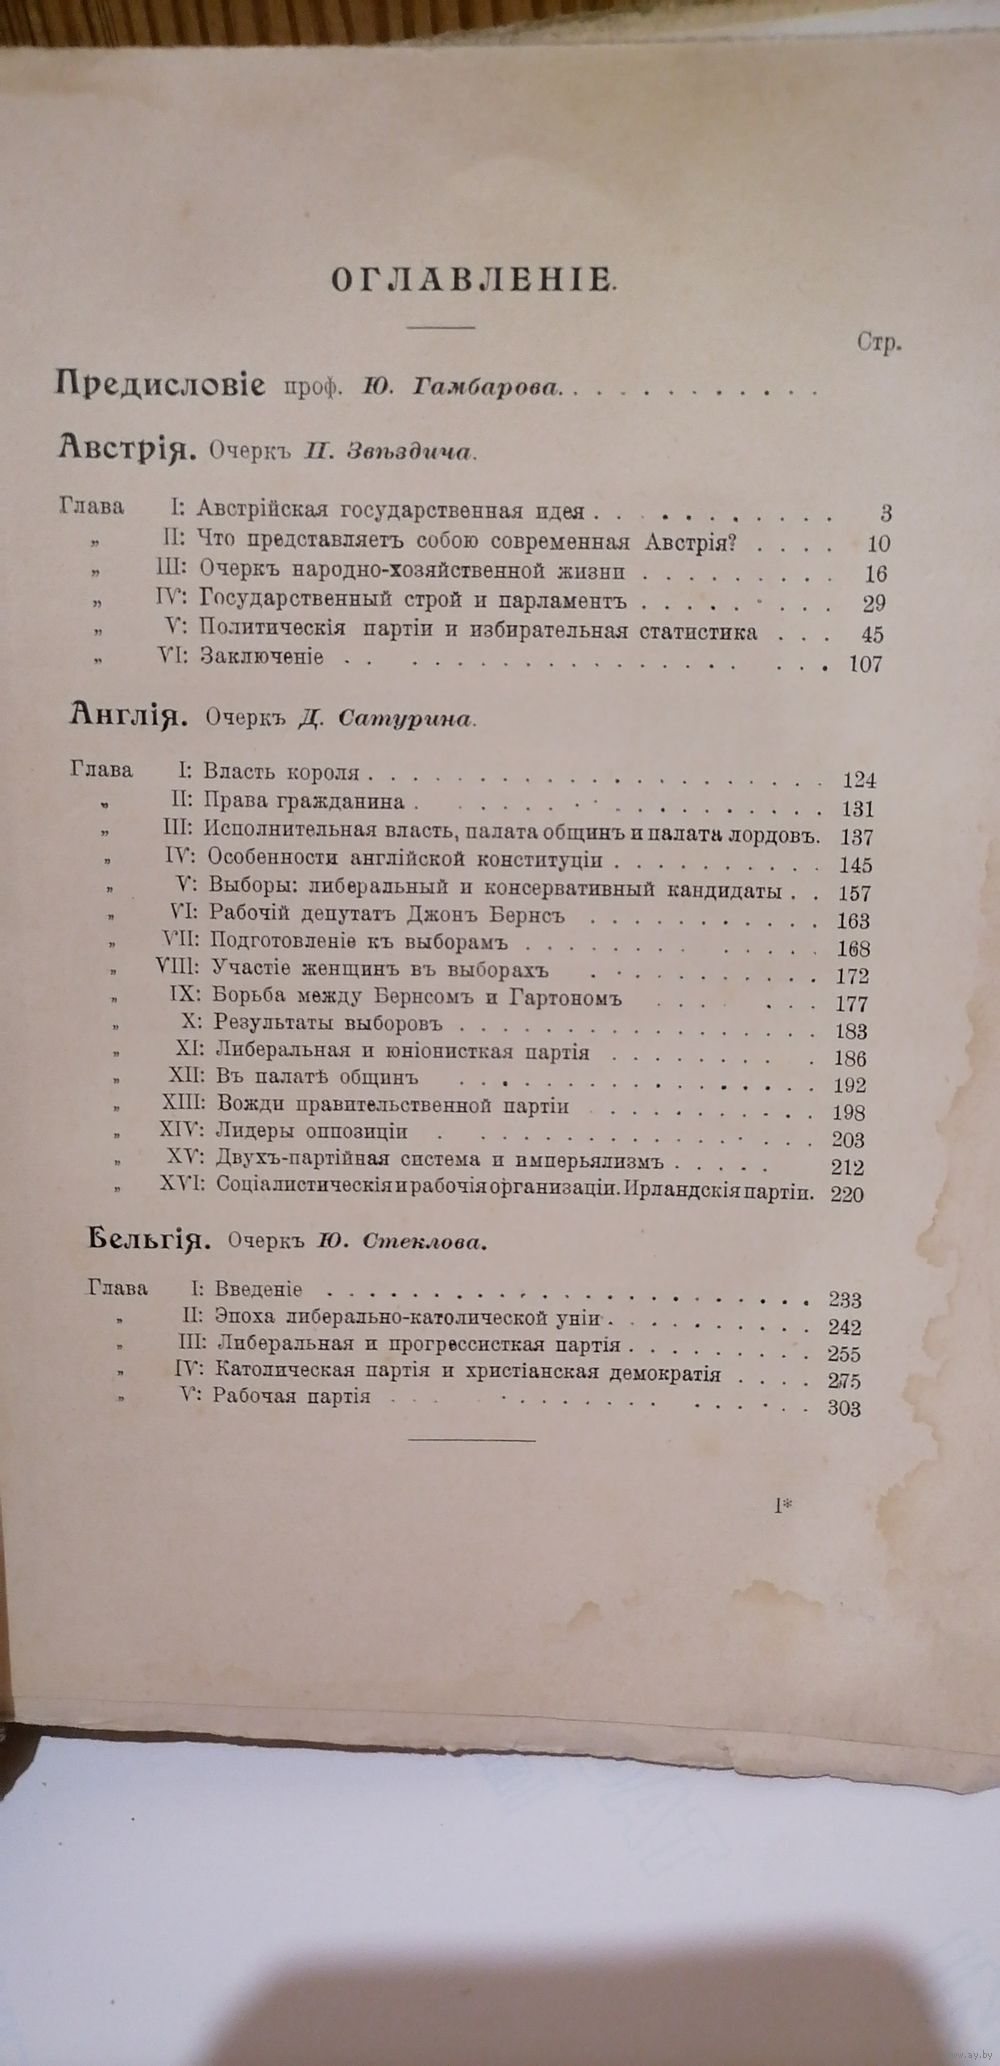 ОГЛАВЛЕНІЕ.
Стр.
Предисловіе проф. Ю. Гамбарова. . . . . . . . . . . .
Австрія. Очеркъ П. Звѣздича.
Глава I: Австрійская государственная идея . . . . . . . . . 3
„ II: Что представляетъ собою современная Австрія? . . . . 10
„ III: Очеркъ народно-хозяйственной жизни . . . . . . . . 16
„ IV: Государственный строй и парламентъ . . . . . . . . 29
„ V: Политическія партіи и избирательная статистика . . . 45
„ VI: Заключеніе . . . . . . . . . . . . . . . . . 107
Англія. Очеркъ Д. Сатурина.
Глава I: Власть короля . . . . . . . . . . . . . . . . . 124
„ II: Права гражданина . . . . . . . . . . . . . . . 131
„ III: Исполнительная власть, палата общинъ и палата лордовъ. 137
„ IV: Особенности англійской конституціи . . . . . . . . . 145
„ V: Выборы: либеральный и консервативный кандидаты . . 157
„ VI: Рабочій депутатъ Джонъ Бернсъ . . . . . . . . . . 163
„ VII: Подготовленіе къ выборамъ . . . . . . . . . . . 168
„ VIII: Участіе женщинъ въ выборахъ . . . . . . . . . . 172
„ IX: Борьба между Бернсомъ и Гартономъ . . . . . . 177
„ X: Результаты выборовъ . . . . . . . . . . . . . . 183
„ XI: Либеральная и юніонисткая партія . . . . . . . . 186
„ XII: Въ палатѣ общинъ . . . . . . . . . . . . . . 192
„ XIII: Вожди правительственной партіи . . . . . . . . . 198
„ XIV: Лидеры оппозиціи . . . . . . . . . . . . . . 203
„ XV: Двухъ-партійная система и имперьялизмъ . . . . . 212
„ XVI: Соціалистическія и рабочія организаціи. Ирландскія партіи. 220
Бельгія. Очеркъ Ю. Стеклова.
Глава I: Введеніе . . . . . . . . . . . . . . . . . . . 233
„ II: Эпоха либерально-католической уніи . . . . . . . . . 242
„ III: Либеральная и прогрессисткая партія . . . . . . . . . 255
„ IV: Католическая партія и христіанская демократія . . . . 275
„ V: Рабочая партія . . . . . . . . . . . . . . . . 303
1*
www.ay.by